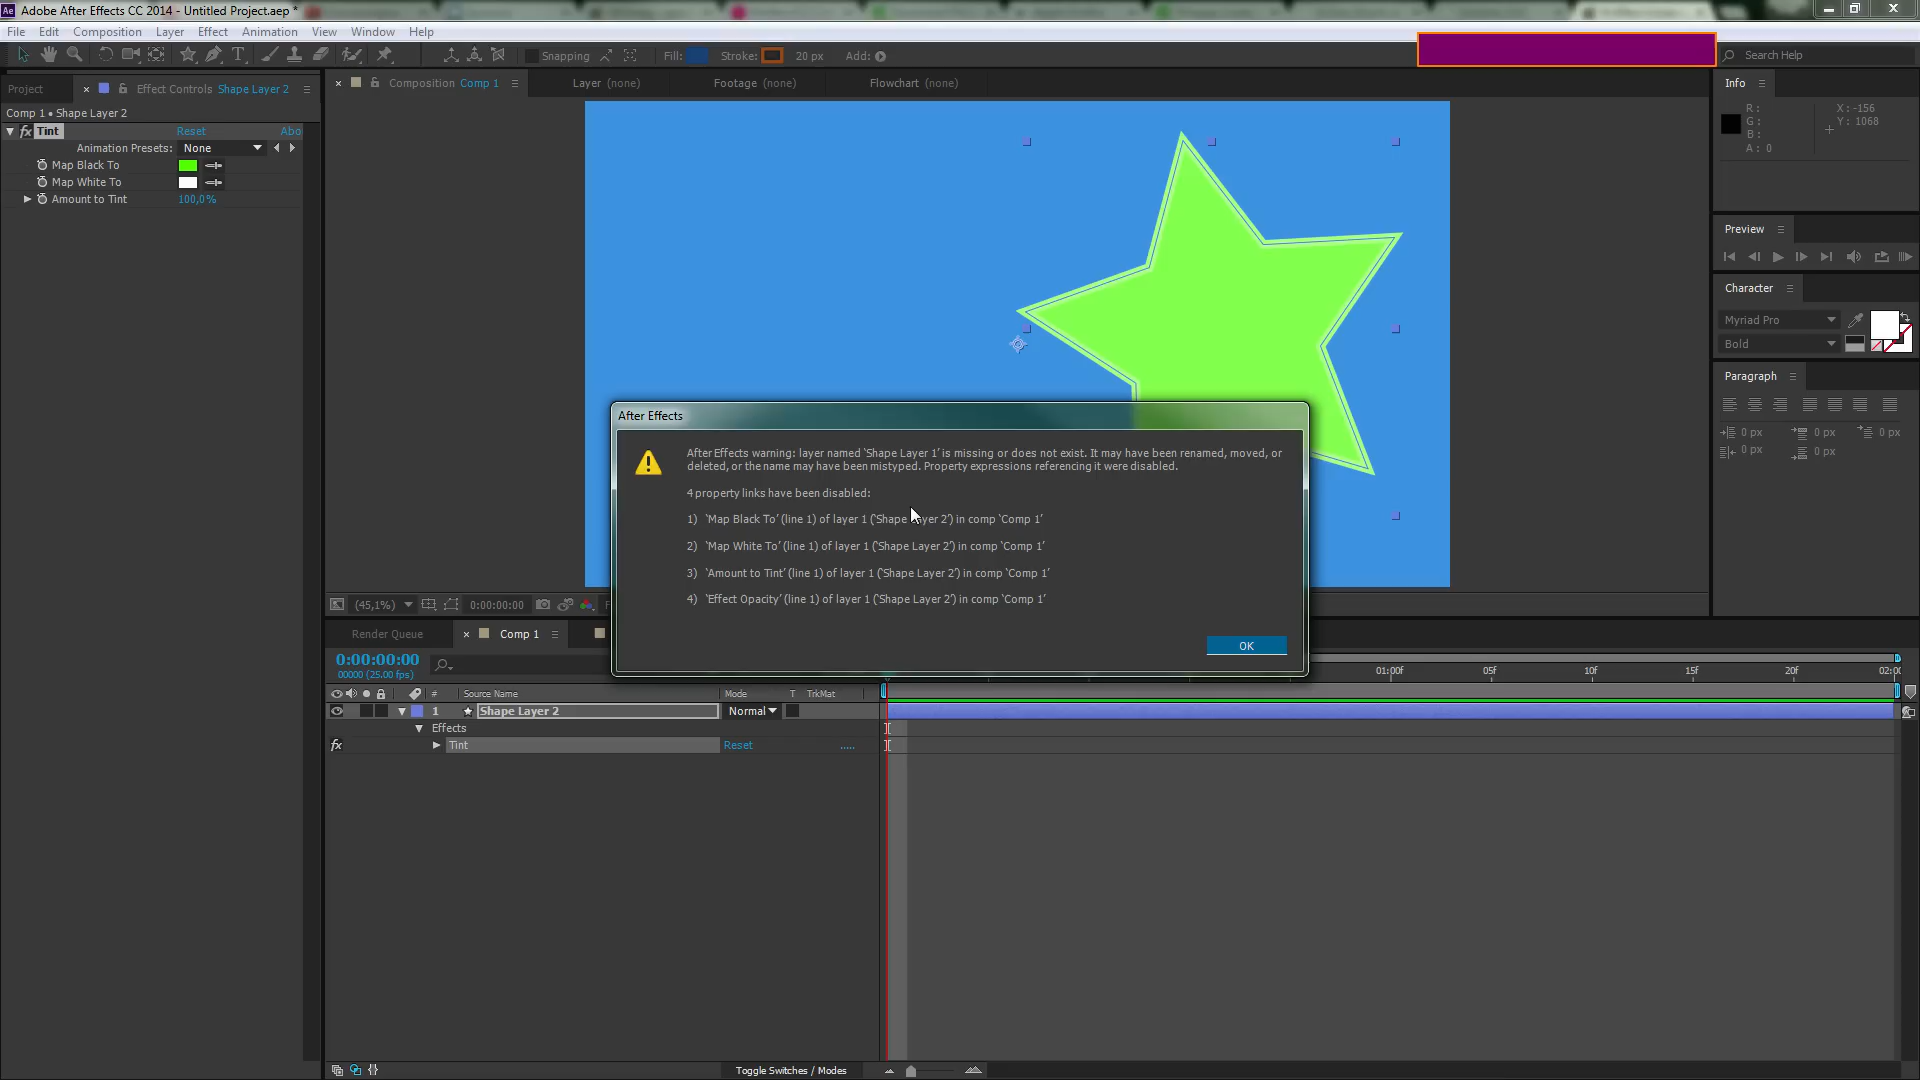 Adobe After Effects CC 2014 - Untitled Project.aep *
File Edit Composition Layer Effect Animation View Window Help
Snapping Fill: Stroke: 20 px Add: Search Help
Project Effect Controls Shape Layer 2
Composition Comp 1 Layer (none) Footage (none) Flowchart (none)
Info
Comp 1 • Shape Layer 2
fx Tint Reset Abo
Animation Presets: None
Map Black To
Map White To
Amount to Tint 100,0%
R: X: -156
G: Y: 1068
B:
A: 0
Preview
Character
Myriad Pro
Bold
Paragraph
0 px 0 px 0 px
0 px 0 px
After Effects
After Effects warning: layer named ‘Shape Layer 1’ is missing or does not exist. It may have been renamed, moved, or
deleted, or the name may have been mistyped. Property expressions referencing it were disabled.
4 property links have been disabled:
1) ‘Map Black To’ (line 1) of layer 1 (‘Shape Layer 2’) in comp ‘Comp 1’
2) ‘Map White To’ (line 1) of layer 1 (‘Shape Layer 2’) in comp ‘Comp 1’
3) ‘Amount to Tint’ (line 1) of layer 1 (‘Shape Layer 2’) in comp ‘Comp 1’
4) ‘Effect Opacity’ (line 1) of layer 1 (‘Shape Layer 2’) in comp ‘Comp 1’
OK
(45,1%) 0:00:00:00
Render Queue Comp 1
0:00:00:00
00000 (25.00 fps)
01:00f 05f 10f 15f 20f 02:00
# Source Name Mode T TrkMat
1 Shape Layer 2 Normal
Effects
fx Tint Reset .....
Toggle Switches / Modes